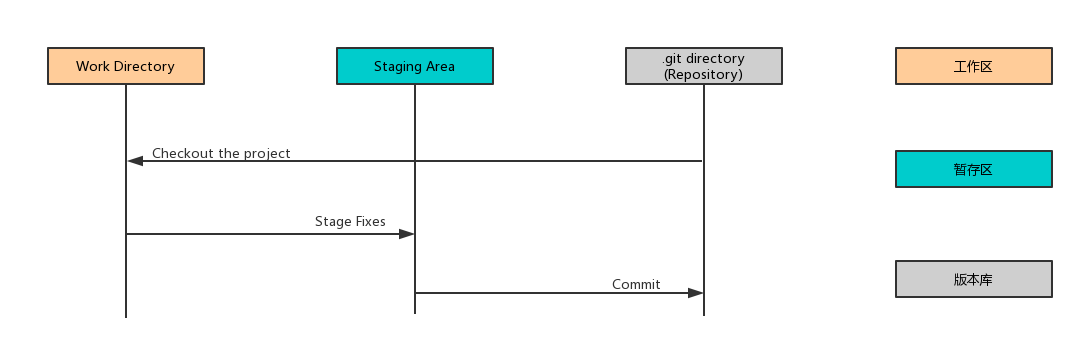 Work Directory
Staging Area
.git directory
(Repository)
工作区
Checkout the project
暂存区
Stage Fixes
Commit
版本库